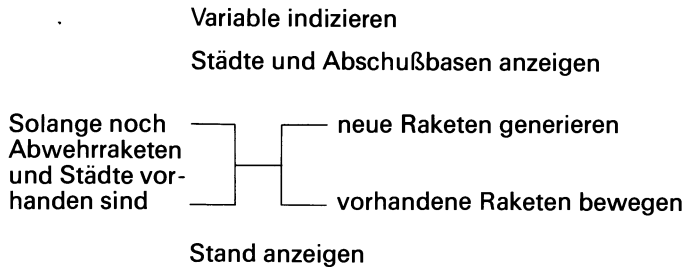 Variable indizieren
Städte und Abschußbasen anzeigen
Solange noch
Abwehrraketen
und Städte vor-
handen sind
neue Raketen generieren
vorhandene Raketen bewegen
Stand anzeigen